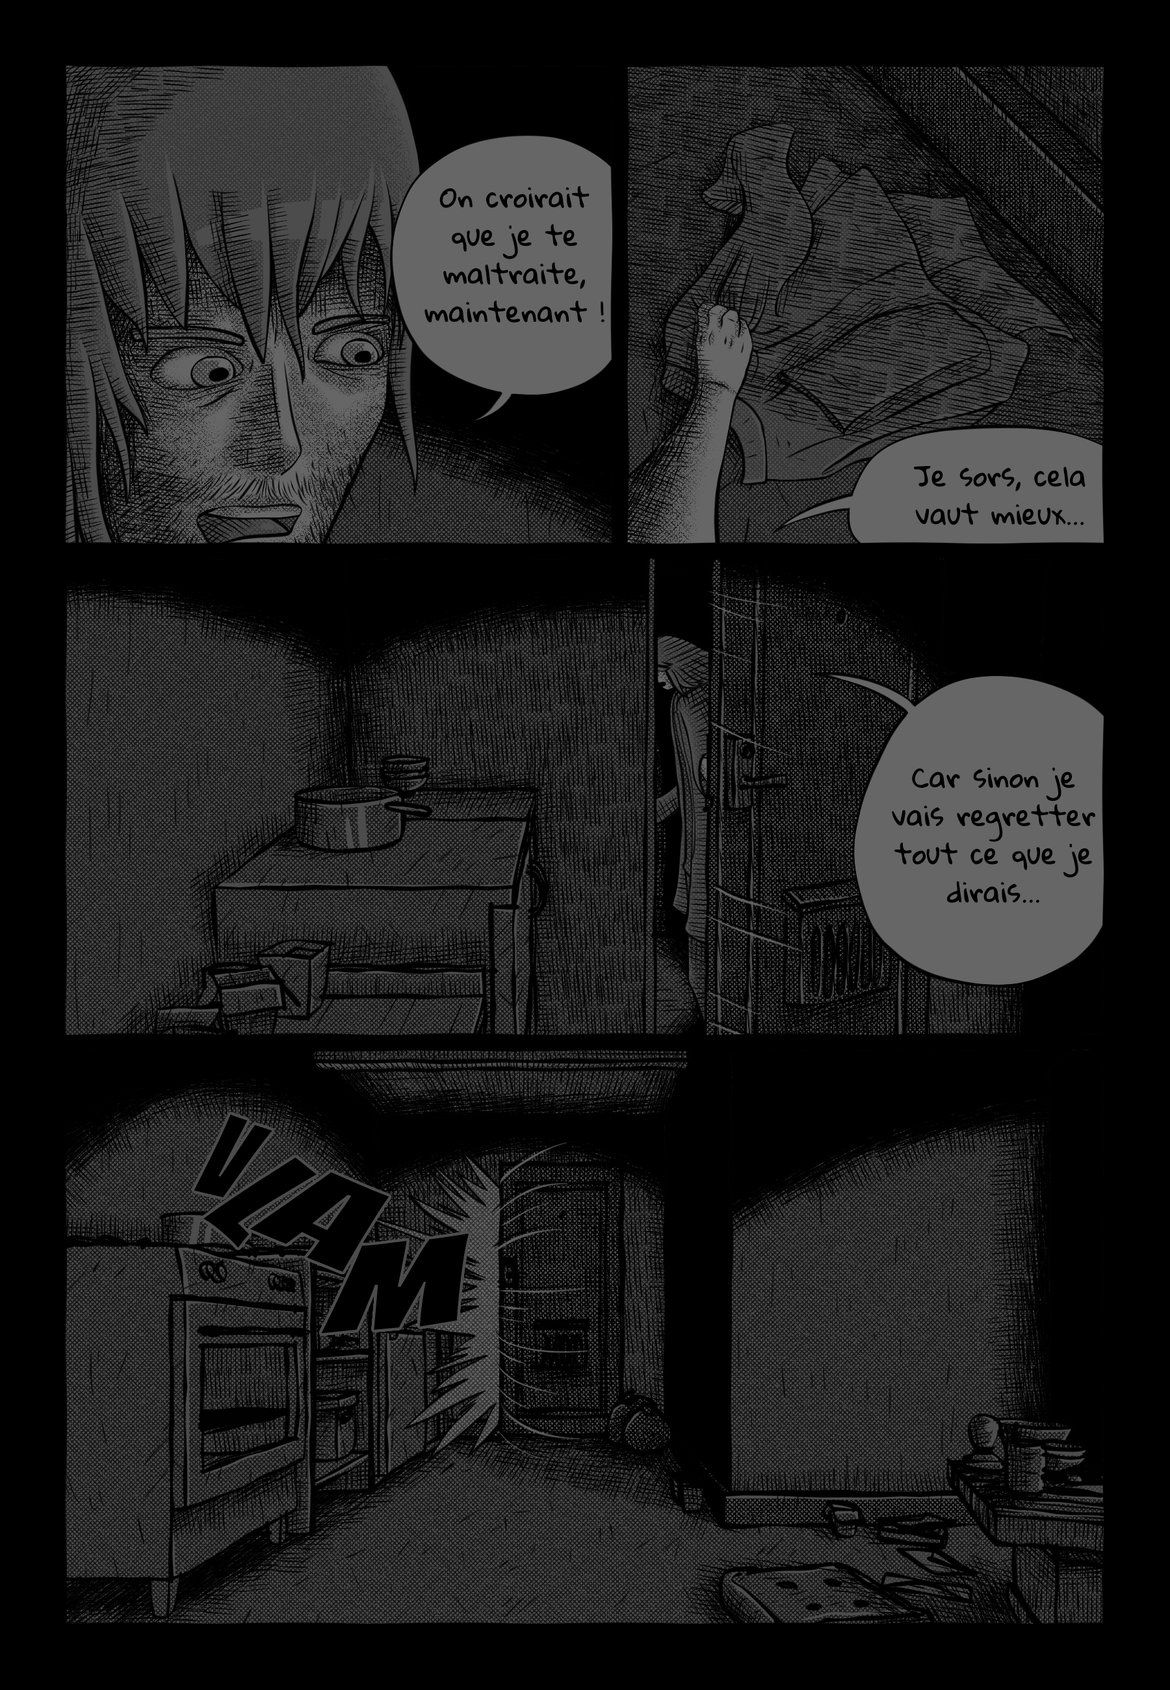 On croirait
que je te
maltraite,
maintenant !
Je sors, cela
vaut mieux...
Car sinon je
vais regretter
tout ce que je
dirais...
VLAM